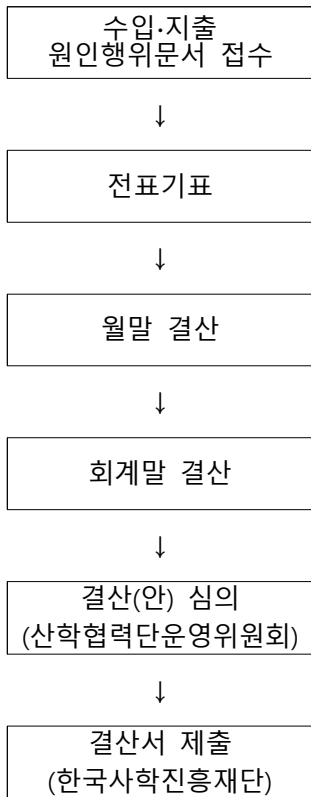 수입·지출
원인행위문서 접수
↓
전표기표
↓
월말 결산
↓
회계말 결산
↓
결산(안) 심의
(산학협력단운영위원회)
↓
결산서 제출
(한국사학진흥재단)